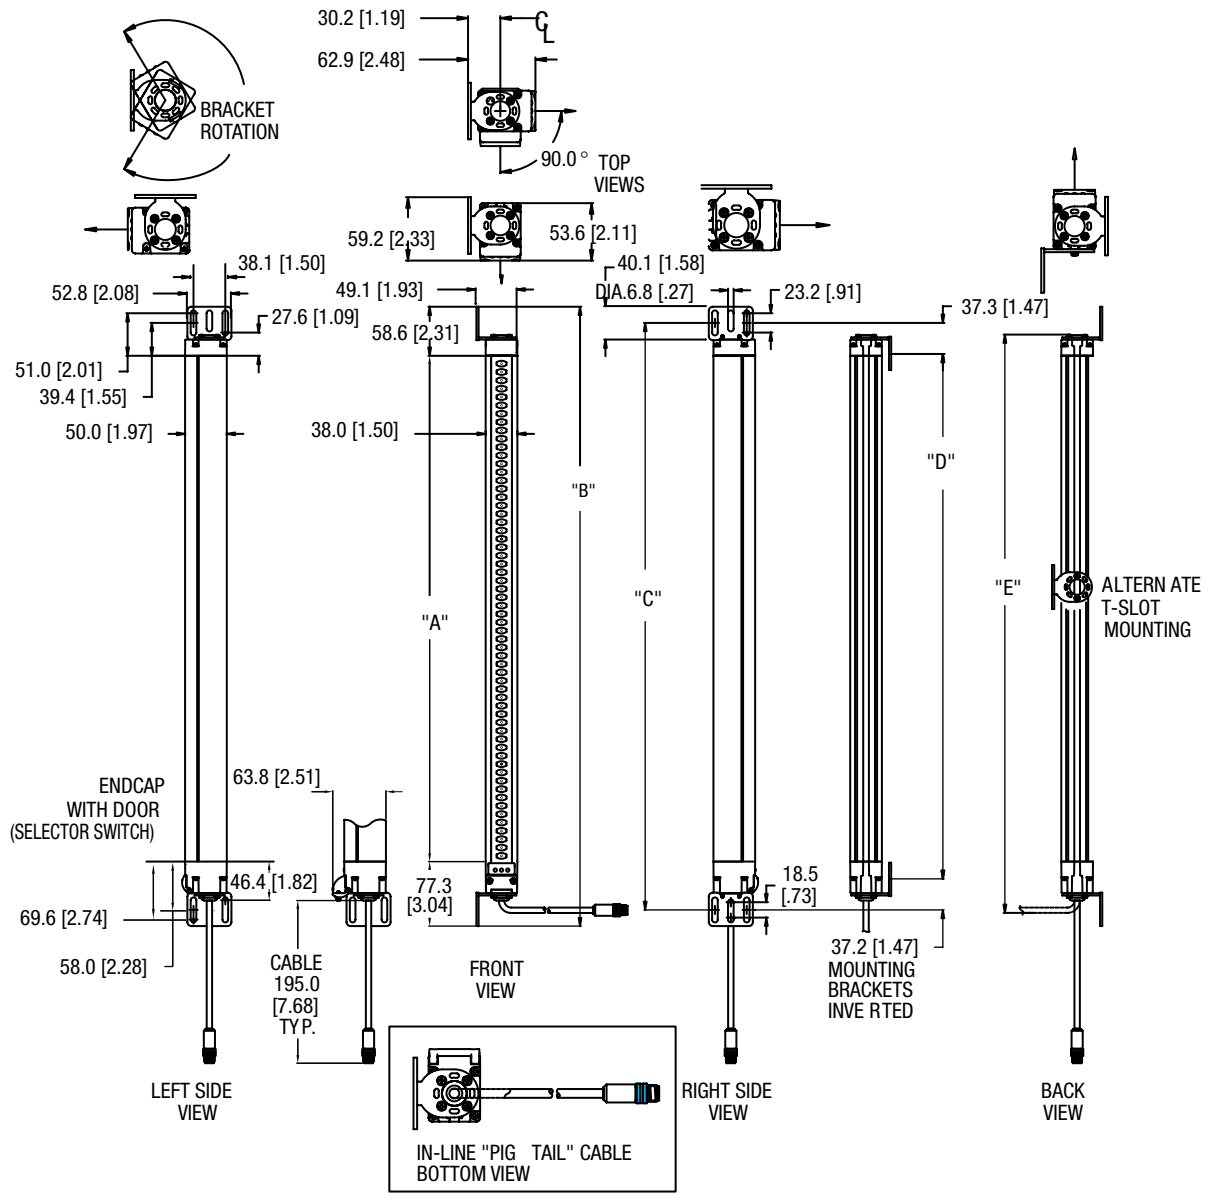 30.2 [1.19]
CL
62.9 [2.48]
BRACKET
ROTATION
90.0°
TOP
VIEWS
59.2 [2.33]
53.6 [2.11]
38.1 [1.50]
52.8 [2.08]
27.6 [1.09]
51.0 [2.01]
39.4 [1.55]
50.0 [1.97]
49.1 [1.93]
58.6 [2.31]
38.0 [1.50]
40.1 [1.58]
DIA.6.8 [.27]
23.2 [.91]
37.3 [1.47]
"A"
"B"
"C"
"D"
"E"
ALTERN ATE
T-SLOT
MOUNTING
ENDCAP
WITH DOOR
(SELECTOR SWITCH)
63.8 [2.51]
46.4 [1.82]
69.6 [2.74]
58.0 [2.28]
77.3
[3.04]
18.5
[.73]
37.2 [1.47]
MOUNTING
BRACKETS
INVE RTED
CABLE
195.0
[7.68]
TY P.
FRONT
VIEW
LEFT SIDE
VIEW
RIGHT SIDE
VIEW
BACK
VIEW
IN-LINE "PIG TAIL" CABLE
BOTTOM VIEW